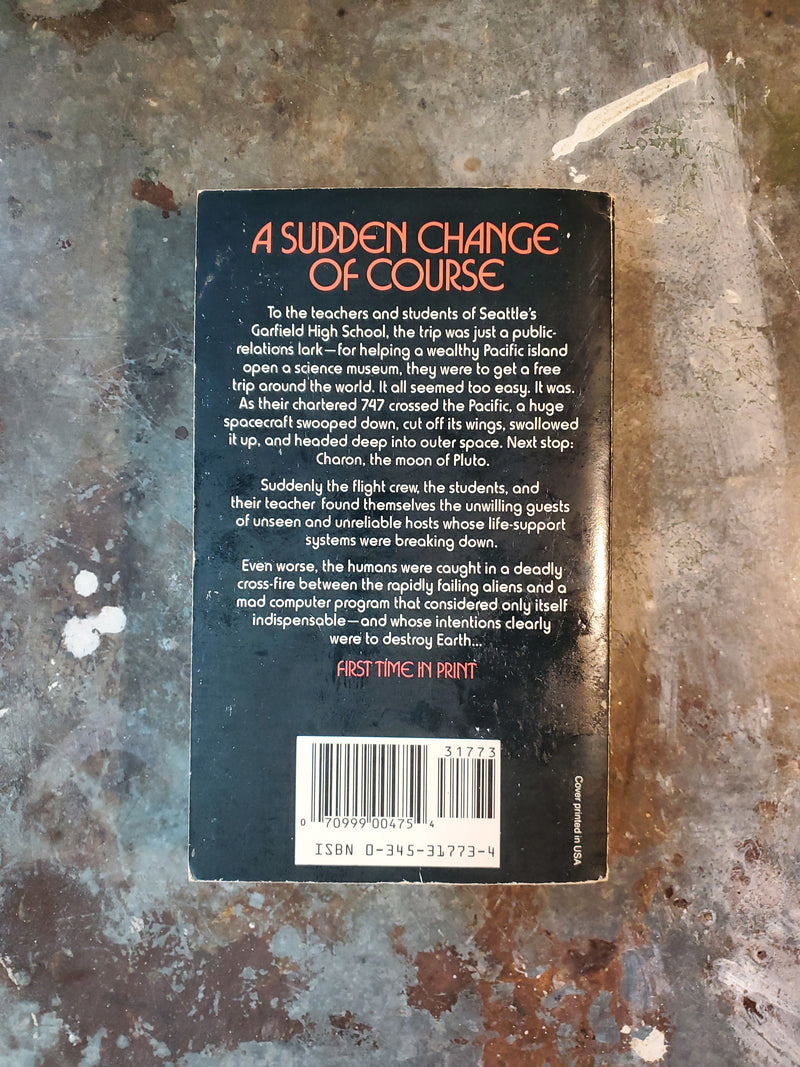 A SUDDEN CHANGE
OF COURSE
To the teachers and students of Seattle's
Garfield High School, the trip was just a public-
relations lark—for helping a wealthy Pacific island
open a science museum, they were to get a free
trip around the world. It all seemed too easy. It was.
As their chartered 747 crossed the Pacific, a huge
spacecraft swooped down, cut off its wings, swallowed
it up, and headed deep into outer space. Next stop:
Charon, the moon of Pluto.
Suddenly the flight crew, the students, and
their teacher found themselves the unwilling guests
of unseen and unreliable hosts whose life-support
systems were breaking down.
Even worse, the humans were caught in a deadly
cross-fire between the rapidly failing aliens and a
mad computer program that considered only itself
indispensable—and whose intentions clearly
were to destroy Earth...
FIRST TIME IN PRINT
31773
0 70999 00475 4
ISBN 0-345-31773-4
Cover printed in USA